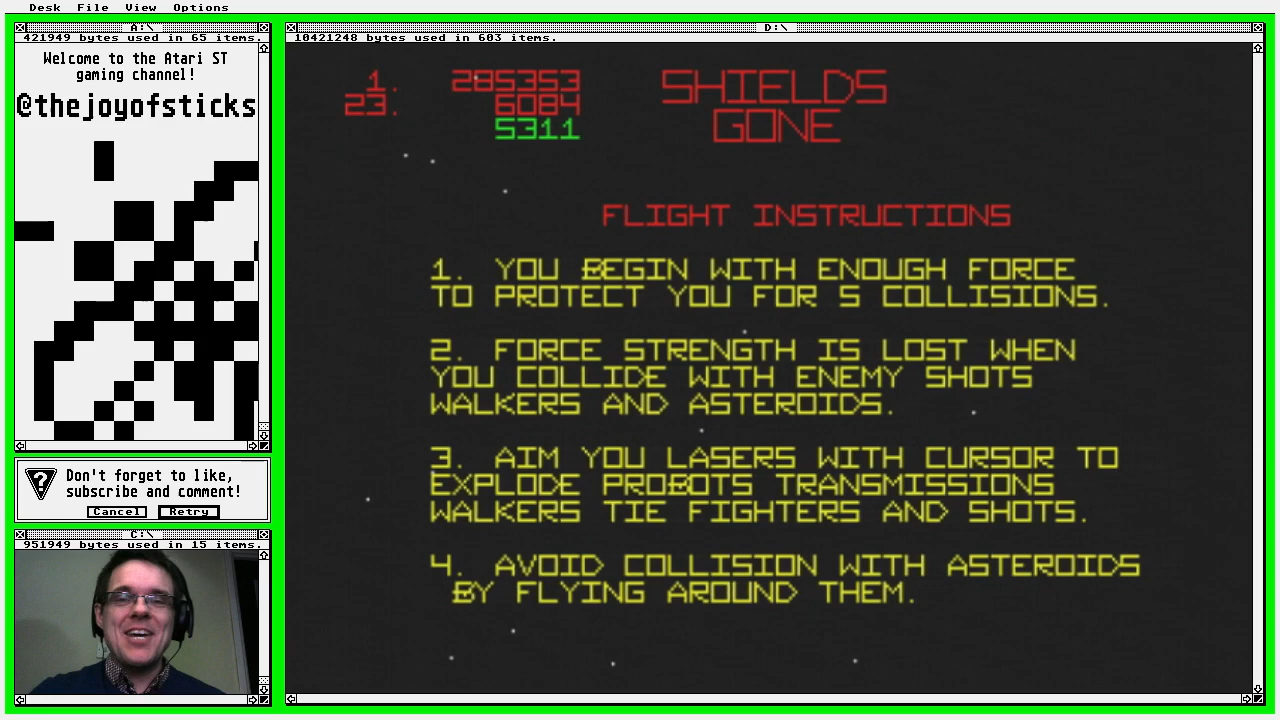 Desk File View Options
A:\
421949 bytes used in 65 items.
Welcome to the Atari ST
gaming channel!
@thejoyofsticks
Don't forget to like,
subscribe and comment!
Cancel Retry
C:\
951949 bytes used in 15 items.
D:\
10421248 bytes used in 603 items.
1. 285353
23. 6084
5311
SHIELDS
GONE
FLIGHT INSTRUCTIONS
1. YOU BEGIN WITH ENOUGH FORCE
TO PROTECT YOU FOR 5 COLLISIONS.
2. FORCE STRENGTH IS LOST WHEN
YOU COLLIDE WITH ENEMY SHOTS
WALKERS AND ASTEROIDS.
3. AIM YOU LASERS WITH CURSOR TO
EXPLODE PROBOTS TRANSMISSIONS
WALKERS TIE FIGHTERS AND SHOTS.
4. AVOID COLLISION WITH ASTEROIDS
BY FLYING AROUND THEM.